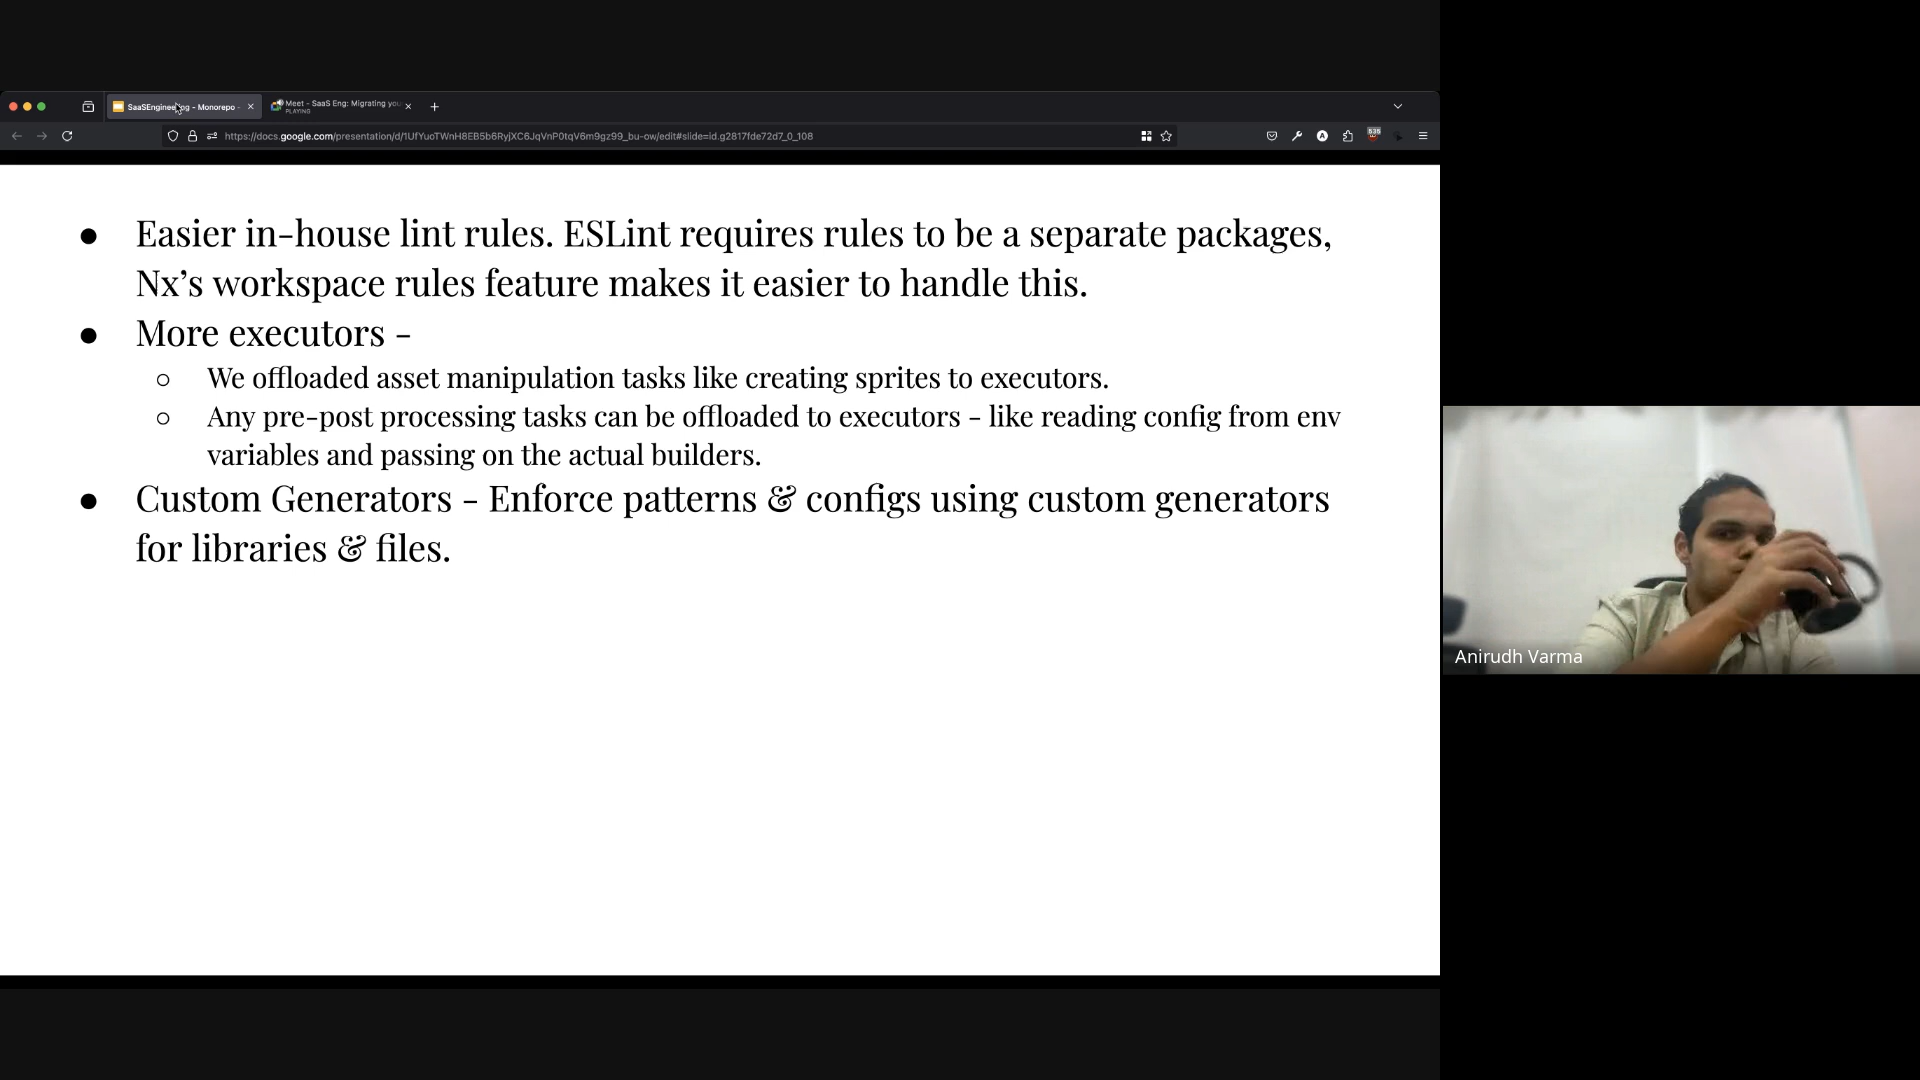 SaaSEngineering - Monorepo -
Meet - SaaS Eng: Migrating you
PLAYING
https://docs.google.com/presentation/d/1UfYuoTWnH8EB5b6RyjXC6JqVnP0tqV6m9gz99_bu-ow/edit#slide=id.g2817fde72d7_0_108
535
● Easier in-house lint rules. ESLint requires rules to be a separate packages,
Nx’s workspace rules feature makes it easier to handle this.
● More executors -
○ We offloaded asset manipulation tasks like creating sprites to executors.
○ Any pre-post processing tasks can be offloaded to executors - like reading config from env
variables and passing on the actual builders.
● Custom Generators - Enforce patterns & configs using custom generators
for libraries & files.
Anirudh Varma